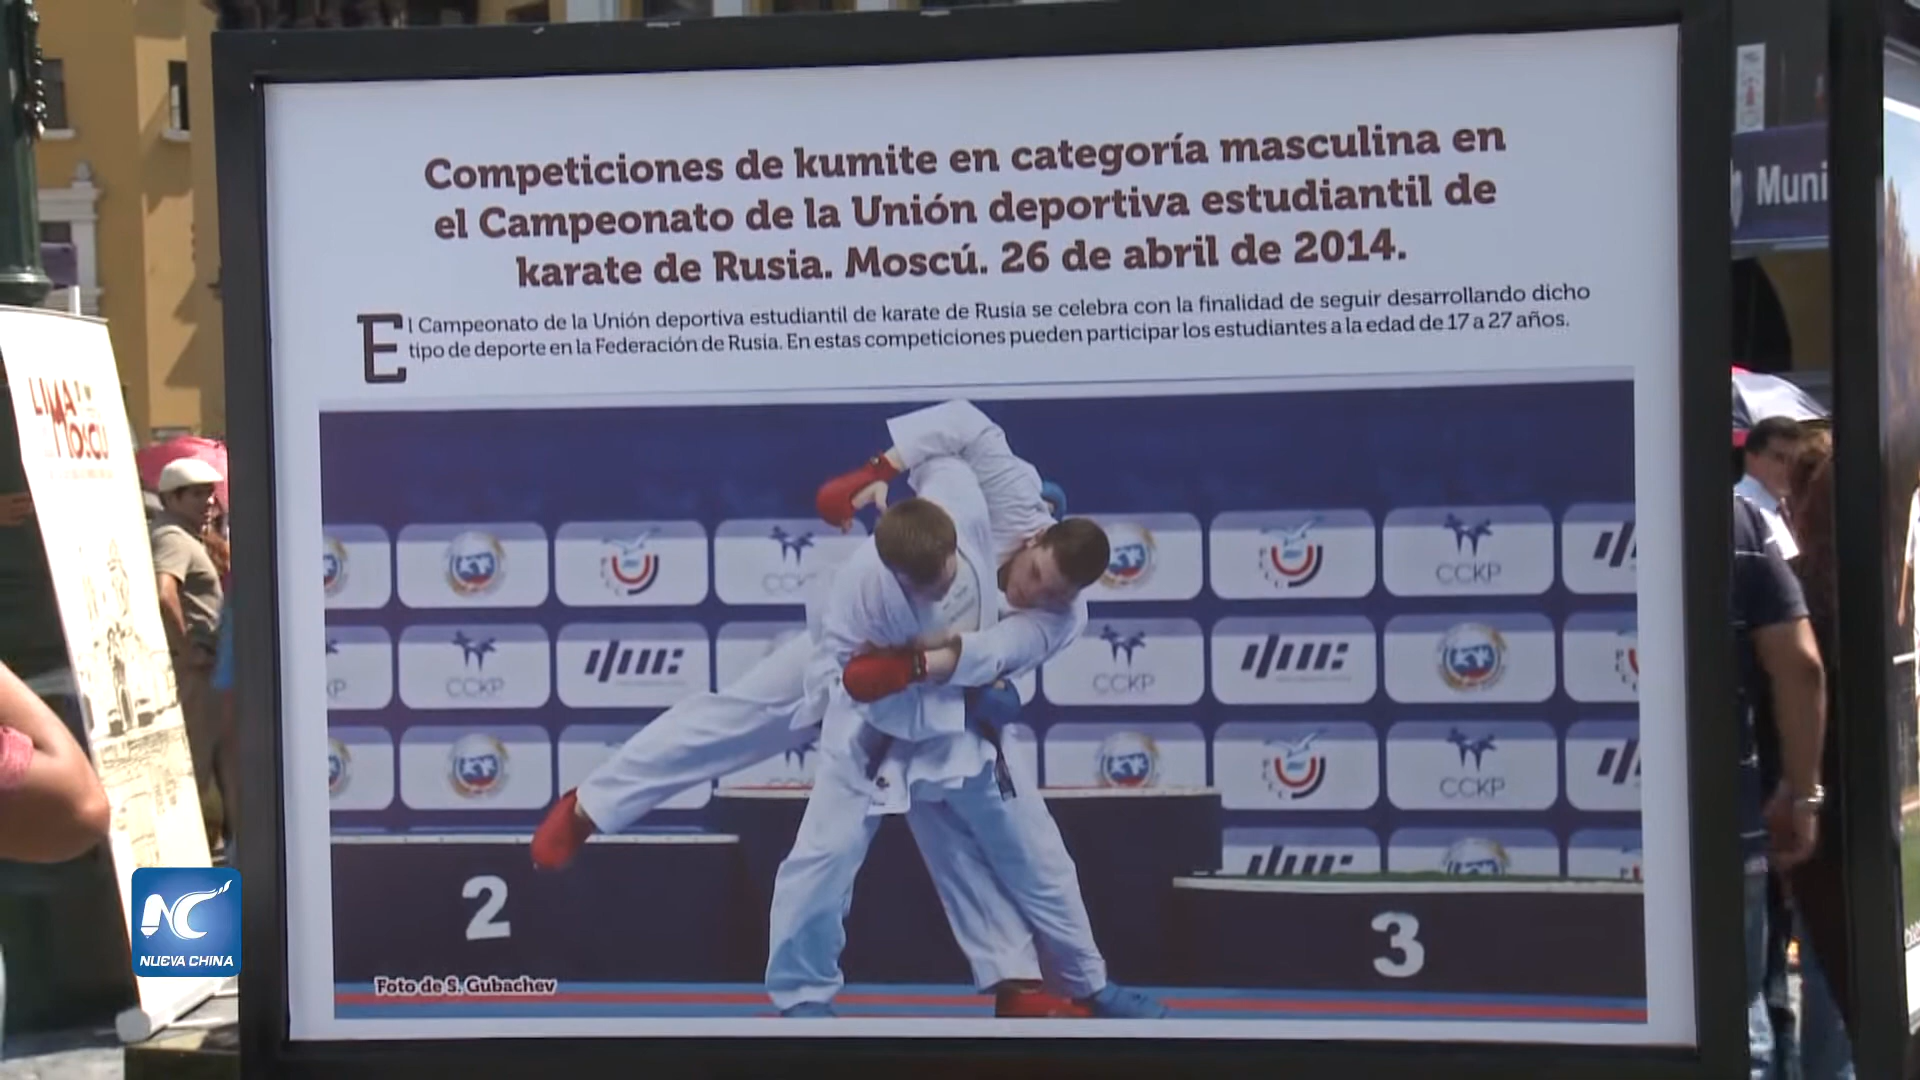 Competiciones de kumite en categoría masculina en
el Campeonato de la Unión deportiva estudiantil de
karate de Rusia. Moscú. 26 de abril de 2014.
El Campeonato de la Unión deportiva estudiantil de karate de Rusia se celebra con la finalidad de seguir desarrollando dicho
tipo de deporte en la Federación de Rusia. En estas competiciones pueden participar los estudiantes a la edad de 17 a 27 años.
Muni
LIMA
MOSCU
CCKP
CCKP
CCKP
CCKP
2
3
Foto de S. Gubachev
NC
NUEVA CHINA